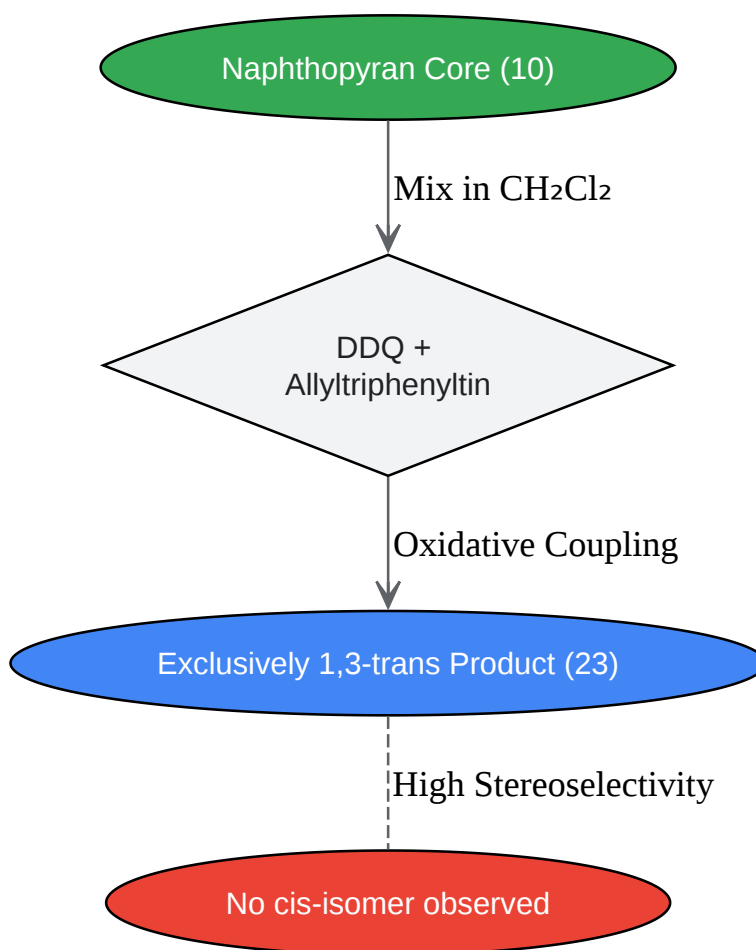 Naphthopyran Core (10)
Mix in CH₂Cl₂
DDQ +
Allyltriphenyltin
Oxidative Coupling
Exclusively 1,3-trans Product (23)
High Stereoselectivity
No cis-isomer observed